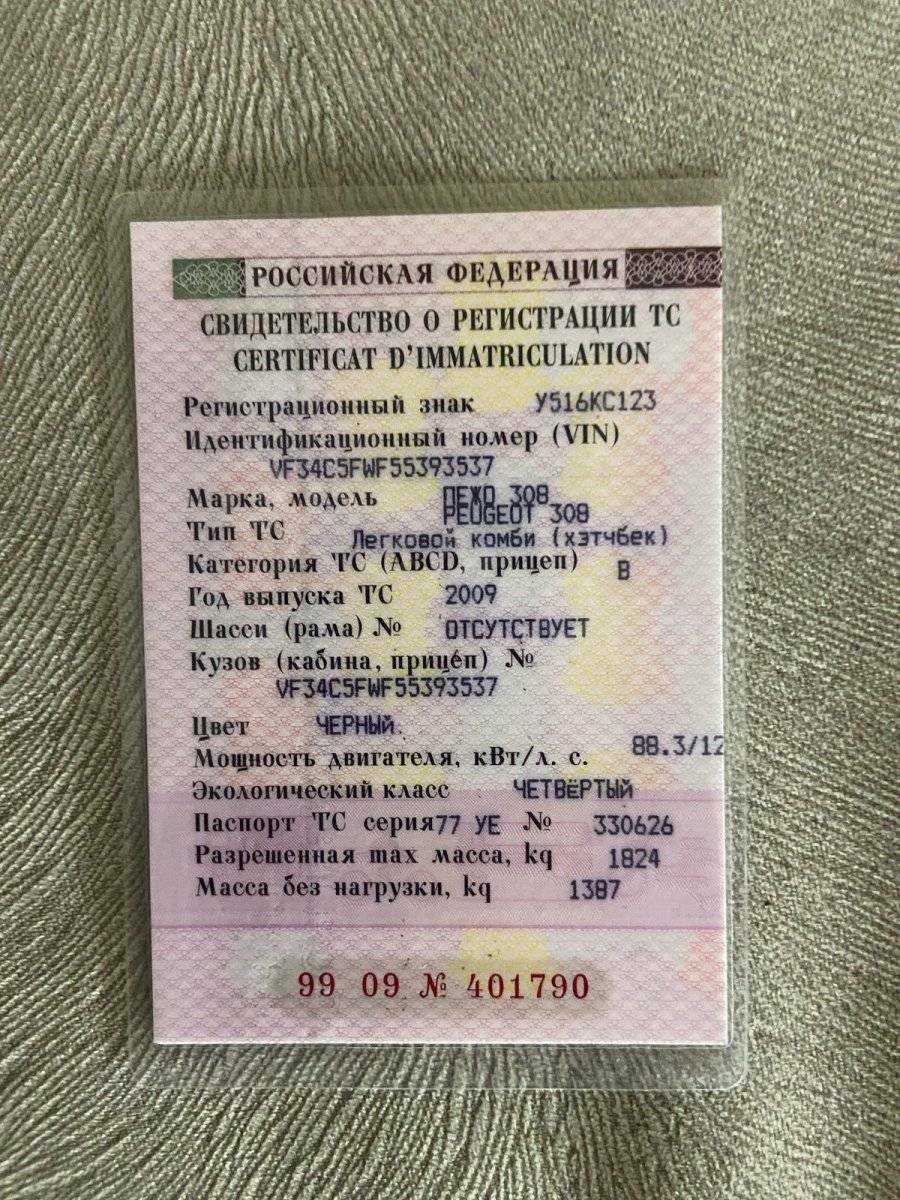 РОССИЙСКАЯ ФЕДЕРАЦИЯ
СВИДЕТЕЛЬСТВО О РЕГИСТРАЦИИ ТС
CERTIFICAT D'IMMATRICULATION
Регистрационный знак У516КС123
Идентификационный номер (VIN)
VF34C5FWF55393537
Марка, модель ПЕЖО 308
PEUGEOT 308
Тип ТС Легковой комби (хэтчбек)
Категория ТС (ABCD, прицеп) В
Год выпуска ТС 2009
Шасси (рама) № ОТСУТСТВУЕТ
Кузов (кабина, прицеп) №
VF34C5FWF55393537
Цвет ЧЕРНЫЙ
Мощность двигателя, кВт/л. с. 88.3/12
Экологический класс ЧЕТВЁРТЫЙ
Паспорт ТС серия 77 УЕ № 330626
Разрешенная max масса, kg 1824
Масса без нагрузки, kg 1387
99 09 № 401790